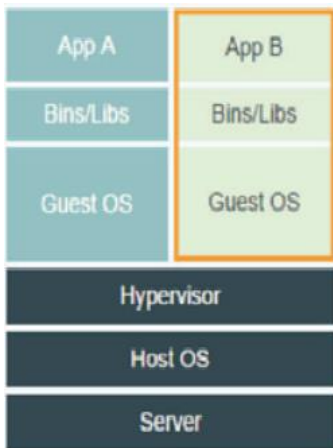 App A
App B
Bins/Libs
Bins/Libs
Guest OS
Guest OS
Hypervisor
Host OS
Server